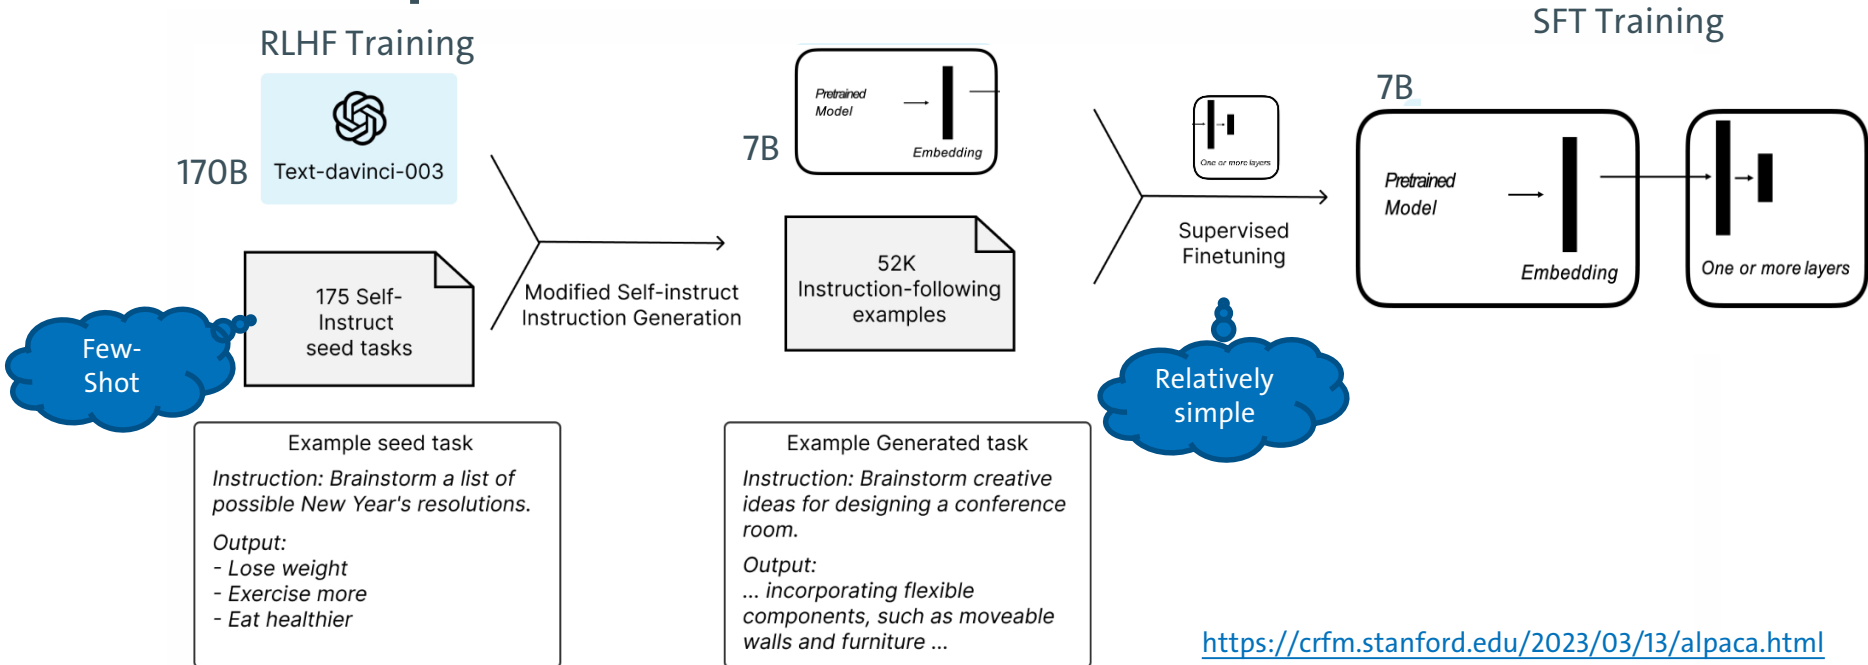 RLHF Training
SFT Training
170B
Text-davinci-003
7B
Pretrained
Model
Embedding
One or more layers
7B
Pretrained
Model
Embedding
One or more layers
175 Self-
Instruct
seed tasks
Few-
Shot
Modified Self-instruct
Instruction Generation
52K
Instruction-following
examples
Supervised
Finetuning
Relatively
simple
Example seed task
Instruction: Brainstorm a list of
possible New Year's resolutions.
Output:
- Lose weight
- Exercise more
- Eat healthier
Example Generated task
Instruction: Brainstorm creative
ideas for designing a conference
room.
Output:
... incorporating flexible
components, such as moveable
walls and furniture ...
https://crfm.stanford.edu/2023/03/13/alpaca.html